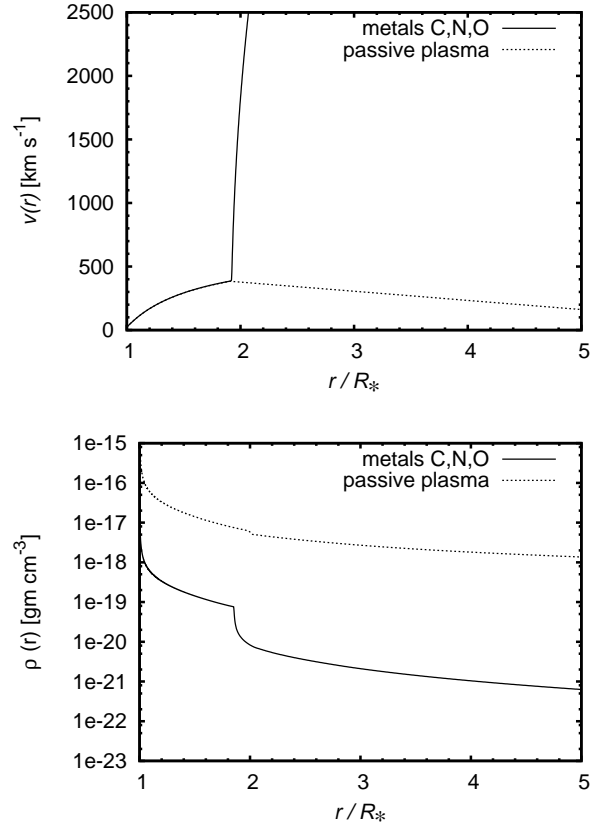 2500
2000
1500
1000
500
0
v(r) [km s⁻¹]
metals C,N,O
passive plasma
1 2 3 4 5
r / R*
1e-15
1e-16
1e-17
1e-18
1e-19
1e-20
1e-21
1e-22
1e-23
ρ (r) [gm cm⁻³]
metals C,N,O
passive plasma
1 2 3 4 5
r / R*